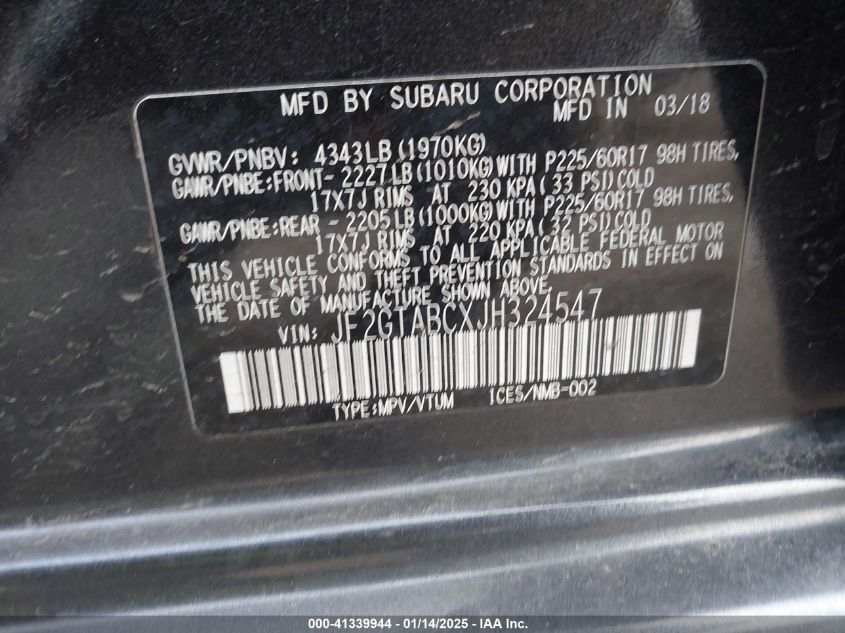 MFD BY SUBARU CORPORATION
MFD IN 03/18
GVWR/PNBV: 4343LB (1970KG)
GAWR/PNBE:FRONT- 2227LB (1010KG) WITH P225/60R17 98H TIRES,
17X7J RIMS AT 230 KPA( 33 PSI) COLD
GAWR/PNBE:REAR - 2205LB (1000KG) WITH P225/60R17 98H TIRES,
17X7J RIMS AT 220 KPA( 32 PSI) COLD
THIS VEHICLE CONFORMS TO ALL APPLICABLE FEDERAL MOTOR
VEHICLE SAFETY AND THEFT PREVENTION STANDARDS IN EFFECT ON
THE DATE OF MANUFACTURE SHOWN ABOVE.
VIN: JF2GTABCXJH324547
TYPE:MPV/VTUM ICES/NMB-002
000-41339944 - 01/14/2025 - IAAI.COM